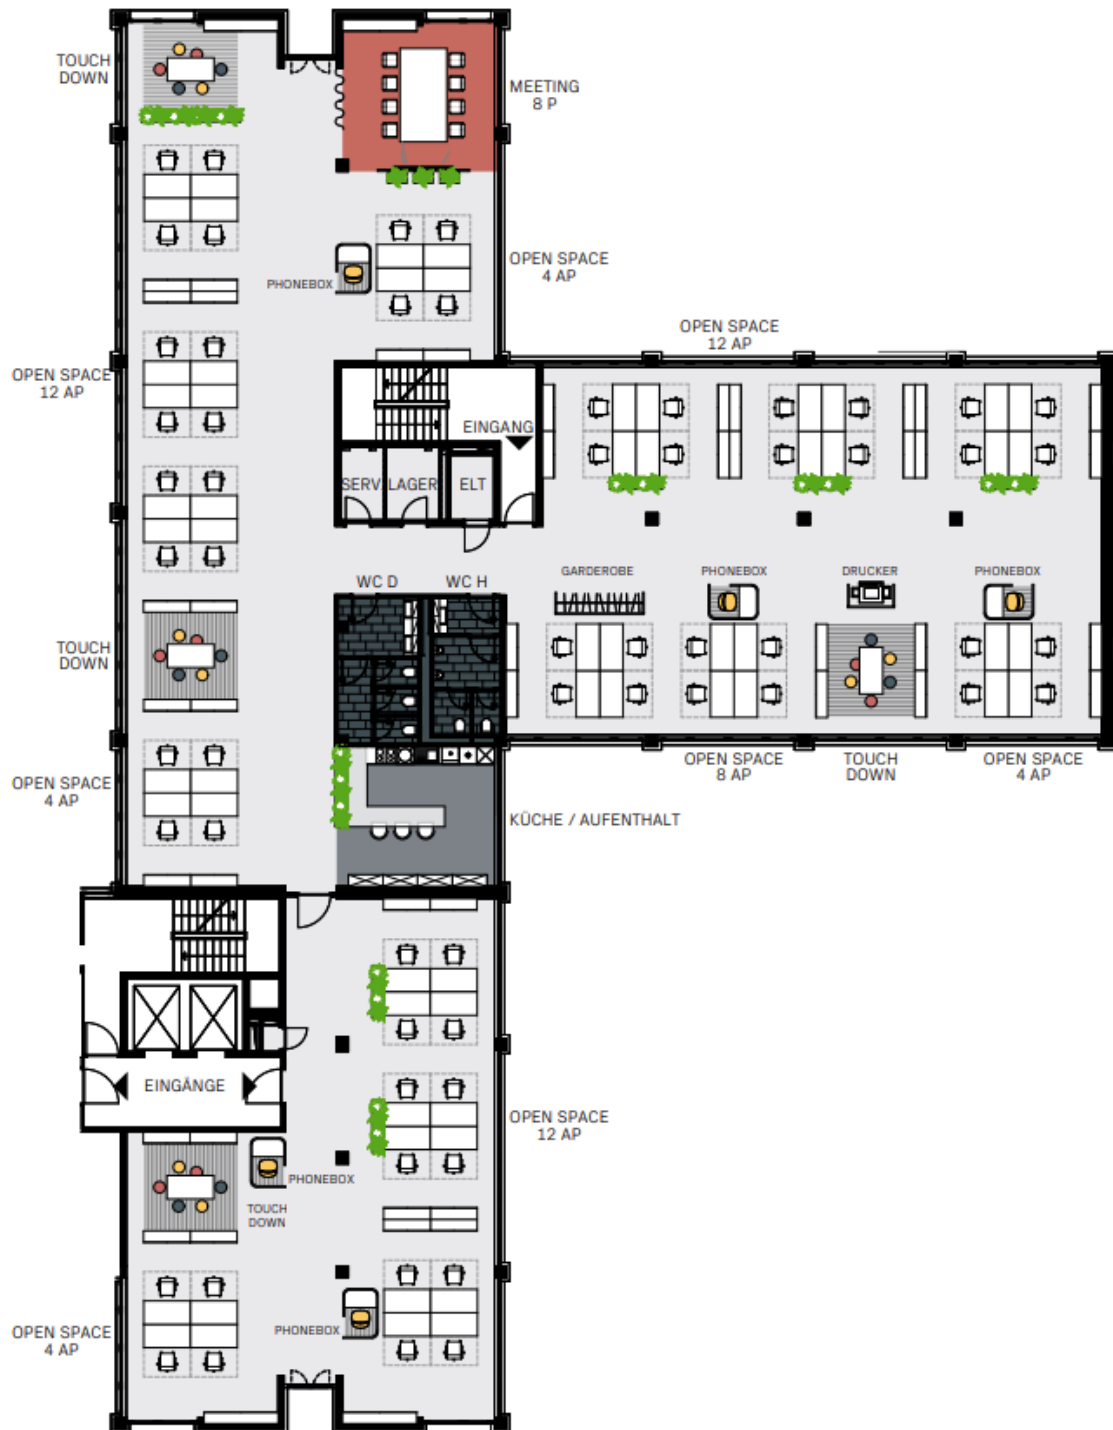 TOUCH
DOWN
MEETING
8 P
OPEN SPACE
4 AP
PHONEBOX
OPEN SPACE
12 AP
OPEN SPACE
12 AP
EINGANG
SERV.
LAGER
ELT
GARDEROBE
PHONEBOX
DRUCKER
PHONEBOX
WC D
WC H
TOUCH
DOWN
OPEN SPACE
8 AP
TOUCH
DOWN
OPEN SPACE
4 AP
OPEN SPACE
4 AP
KÜCHE / AUFENTHALT
EINGÄNGE
OPEN SPACE
12 AP
PHONEBOX
TOUCH
DOWN
PHONEBOX
OPEN SPACE
4 AP